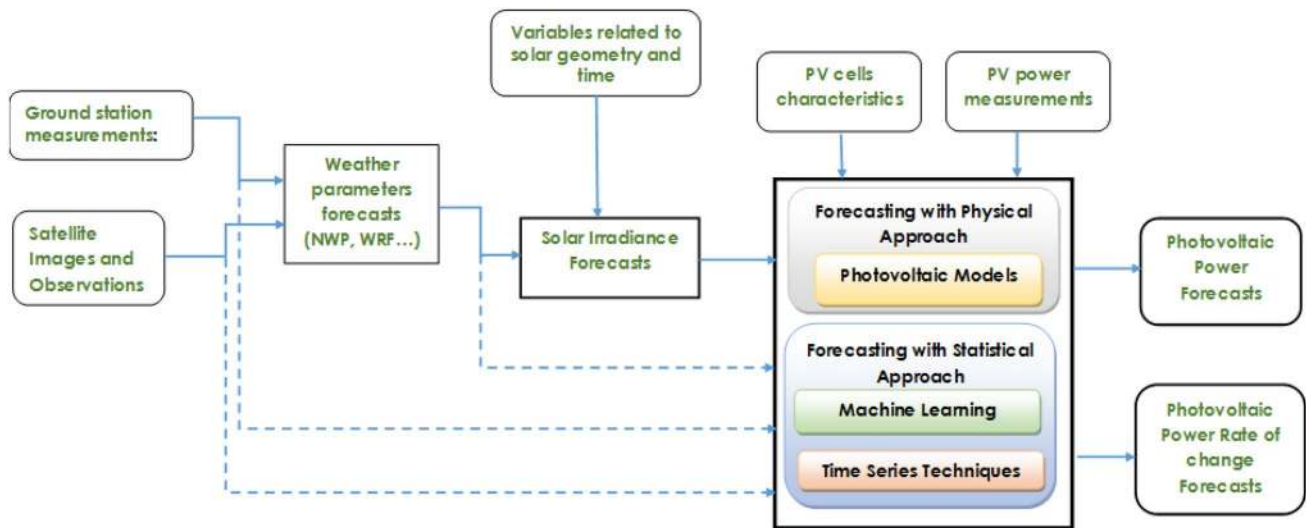 Variables related to
solar geometry and
time
PV cells
characteristics
PV power
measurements
Ground station
measurements:
Weather
parameters
forecasts
(NWP, WRF...)
Satellite
Images and
Observations
Solar Irradiance
Forecasts
Forecasting with Physical
Approach
Photovoltaic Models
Forecasting with Statistical
Approach
Machine Learning
Time Series Techniques
Photovoltaic
Power
Forecasts
Photovoltaic
Power Rate of
change
Forecasts